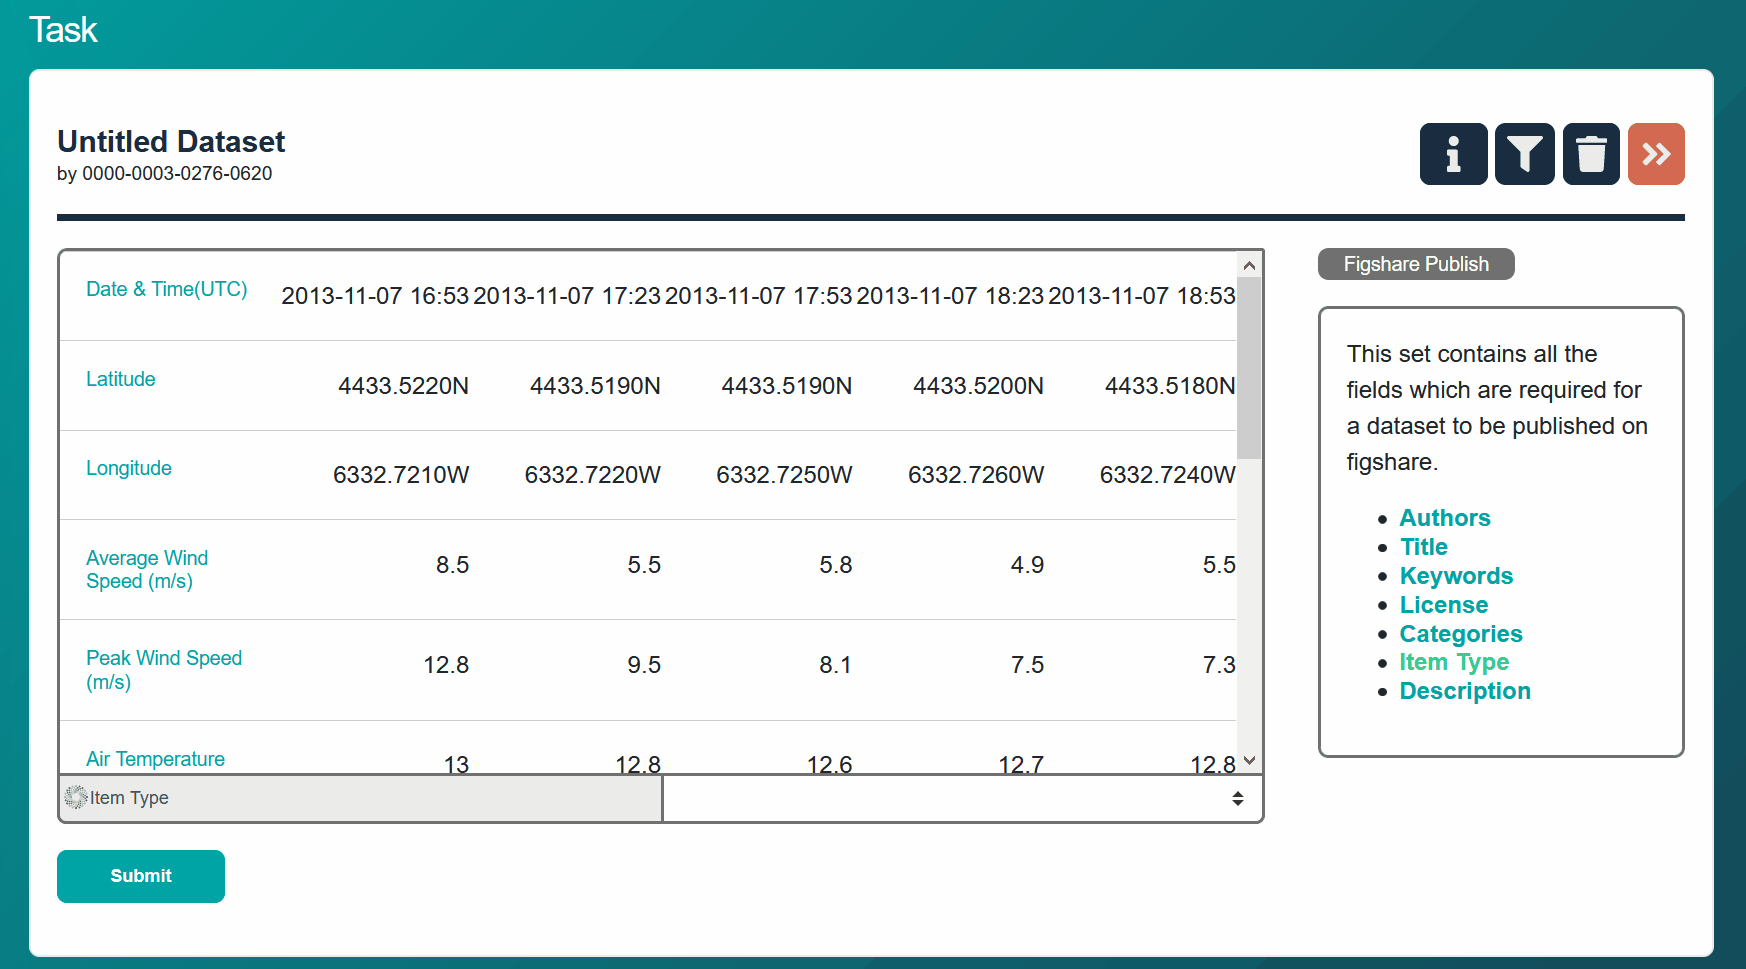 Task
Untitled Dataset
by 0000-0003-0276-0620
Date & Time(UTC) 2013-11-07 16:53 2013-11-07 17:23 2013-11-07 17:53 2013-11-07 18:23 2013-11-07 18:53
Latitude 4433.5220N 4433.5190N 4433.5190N 4433.5200N 4433.5180N
Longitude 6332.7210W 6332.7220W 6332.7250W 6332.7260W 6332.7240W
Average Wind
Speed (m/s) 8.5 5.5 5.8 4.9 5.5
Peak Wind Speed
(m/s) 12.8 9.5 8.1 7.5 7.3
Air Temperature 13 12.8 12.6 12.7 12.8
Item Type
Submit
Figshare Publish
This set contains all the
fields which are required for
a dataset to be published on
figshare.
Authors
Title
Keywords
License
Categories
Item Type
Description